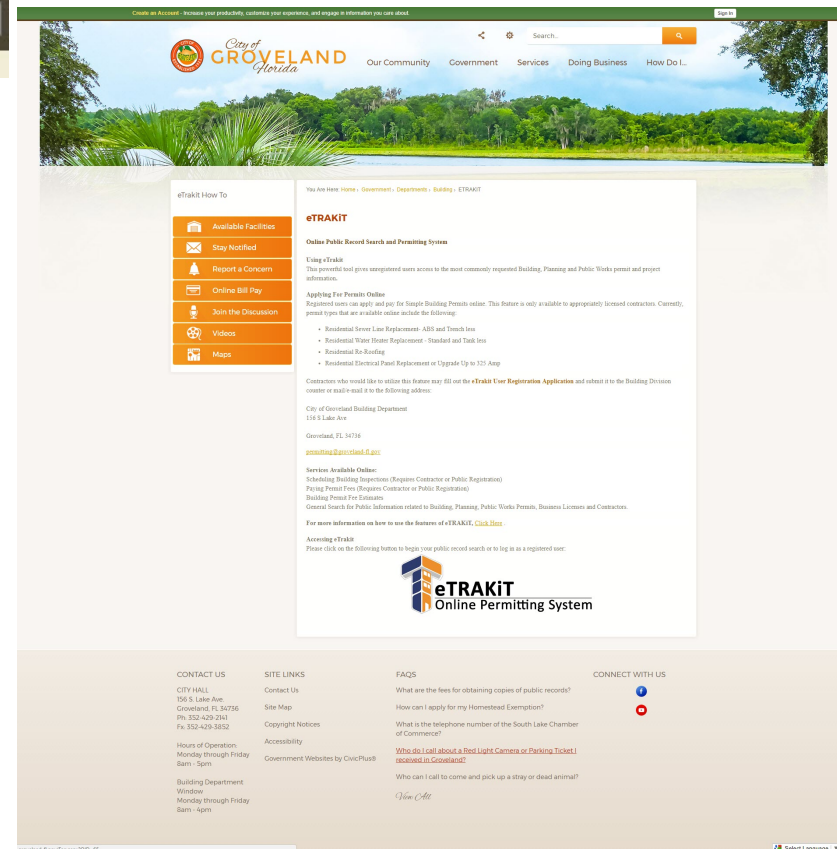 Create an Account - Increase your productivity, customize your experience, and engage in information you care about.
Sign In
City of
GROVELAND
Florida
Search...
Our Community
Government
Services
Doing Business
How Do I...
eTrakIt How To
Available Facilities
Stay Notified
Report a Concern
Online Bill Pay
Join the Discussion
Videos
Maps
You Are Here: Home › Government › Departments › Building › ETRAKIT
eTRAKiT
Online Public Record Search and Permitting System
Using eTrakit
This powerful tool gives unregistered users access to the most commonly requested Building, Planning and Public Works permit and project
information.
Applying For Permits Online
Registered users can apply and pay for Simple Building Permits online. This feature is only available to appropriately licensed contractors. Currently,
permit types that are available online include the following:
• Residential Sewer Line Replacement- ABS and Trench less
• Residential Water Heater Replacement - Standard and Tank less
• Residential Re-Roofing
• Residential Electrical Panel Replacement or Upgrade Up to 325 Amp
Contractors who would like to utilize this feature may fill out the eTrakit User Registration Application and submit it to the Building Division
counter or mail/e-mail it to the following address:
City of Groveland Building Department
156 S Lake Ave
Groveland, FL 34736
permitting@groveland-fl.gov
Services Available Online:
Scheduling Building Inspections (Requires Contractor or Public Registration)
Paying Permit Fees (Requires Contractor or Public Registration)
Building Permit Fee Estimates
General Search for Public Information related to Building, Planning, Public Works Permits, Business Licenses and Contractors.
For more information on how to use the features of eTRAKiT, Click Here .
Accessing eTrakit
Please click on the following button to begin your public record search or to log in as a registered user:
eTRAKiT
Online Permitting System
CONTACT US
CITY HALL
156 S. Lake Ave.
Groveland, FL 34736
Ph. 352-429-2141
Fx. 352-429-3852
Hours of Operation:
Monday through Friday
8am - 5pm
Building Department
Window
Monday through Friday
8am - 4pm
SITE LINKS
Contact Us
Site Map
Copyright Notices
Accessibility
Government Websites by CivicPlus®
FAQS
What are the fees for obtaining copies of public records?
How can I apply for my Homestead Exemption?
What is the telephone number of the South Lake Chamber
of Commerce?
Who do I call about a Red Light Camera or Parking Ticket I
received in Groveland?
Who can I call to come and pick up a stray or dead animal?
View All
CONNECT WITH US
Select Language